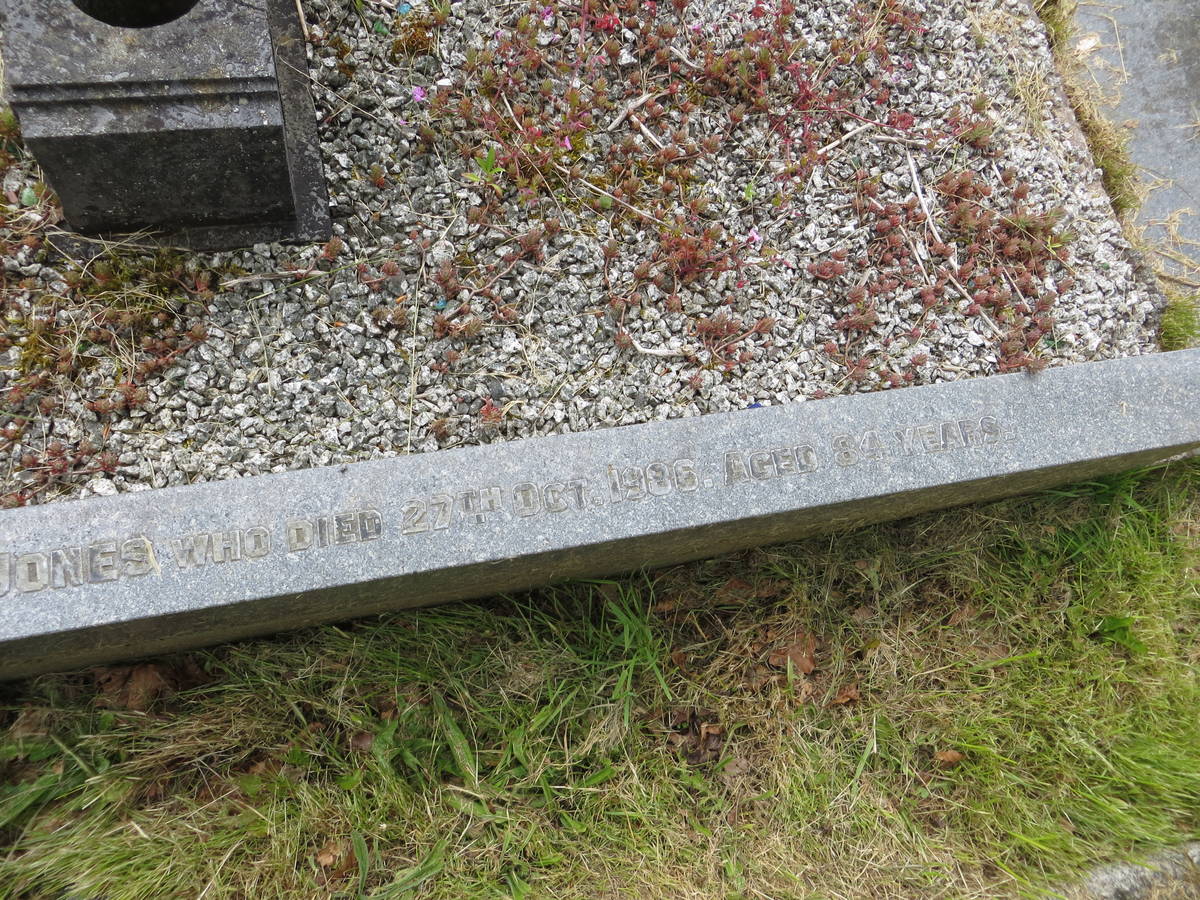 JONES WHO DIED 27TH OCT. 1986. AGED 84 YEARS.